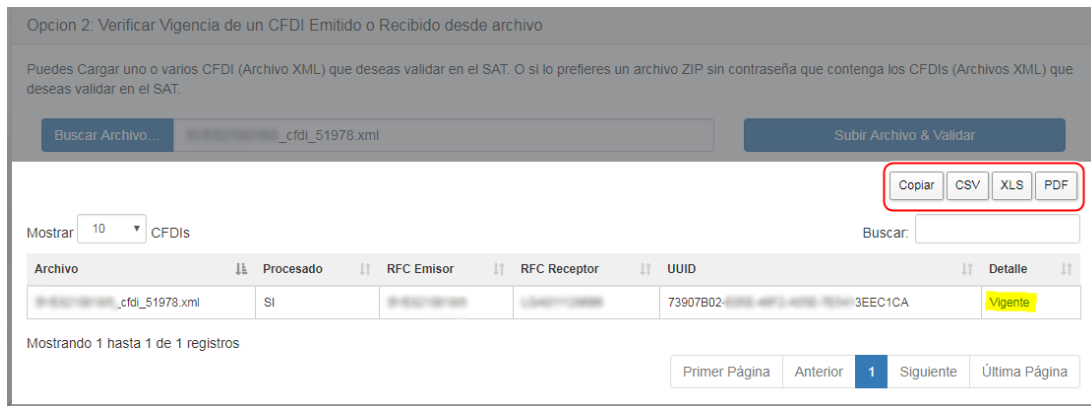 Opcion 2: Verificar Vigencia de un CFDI Emitido o Recibido desde archivo
Puedes Cargar uno o varios CFDI (Archivo XML) que deseas validar en el SAT. O si lo prefieres un archivo ZIP sin contraseña que contenga los CFDIs (Archivos XML) que
deseas validar en el SAT.
Buscar Archivo... _cfdi_51978.xml Subir Archivo & Validar
Copiar CSV XLS PDF
Mostrar 10 CFDIs Buscar:
Archivo Procesado RFC Emisor RFC Receptor UUID Detalle
_cfdi_51978.xml SI 73907B02- 3EEC1CA Vigente
Mostrando 1 hasta 1 de 1 registros
Primer Página Anterior 1 Siguiente Última Página